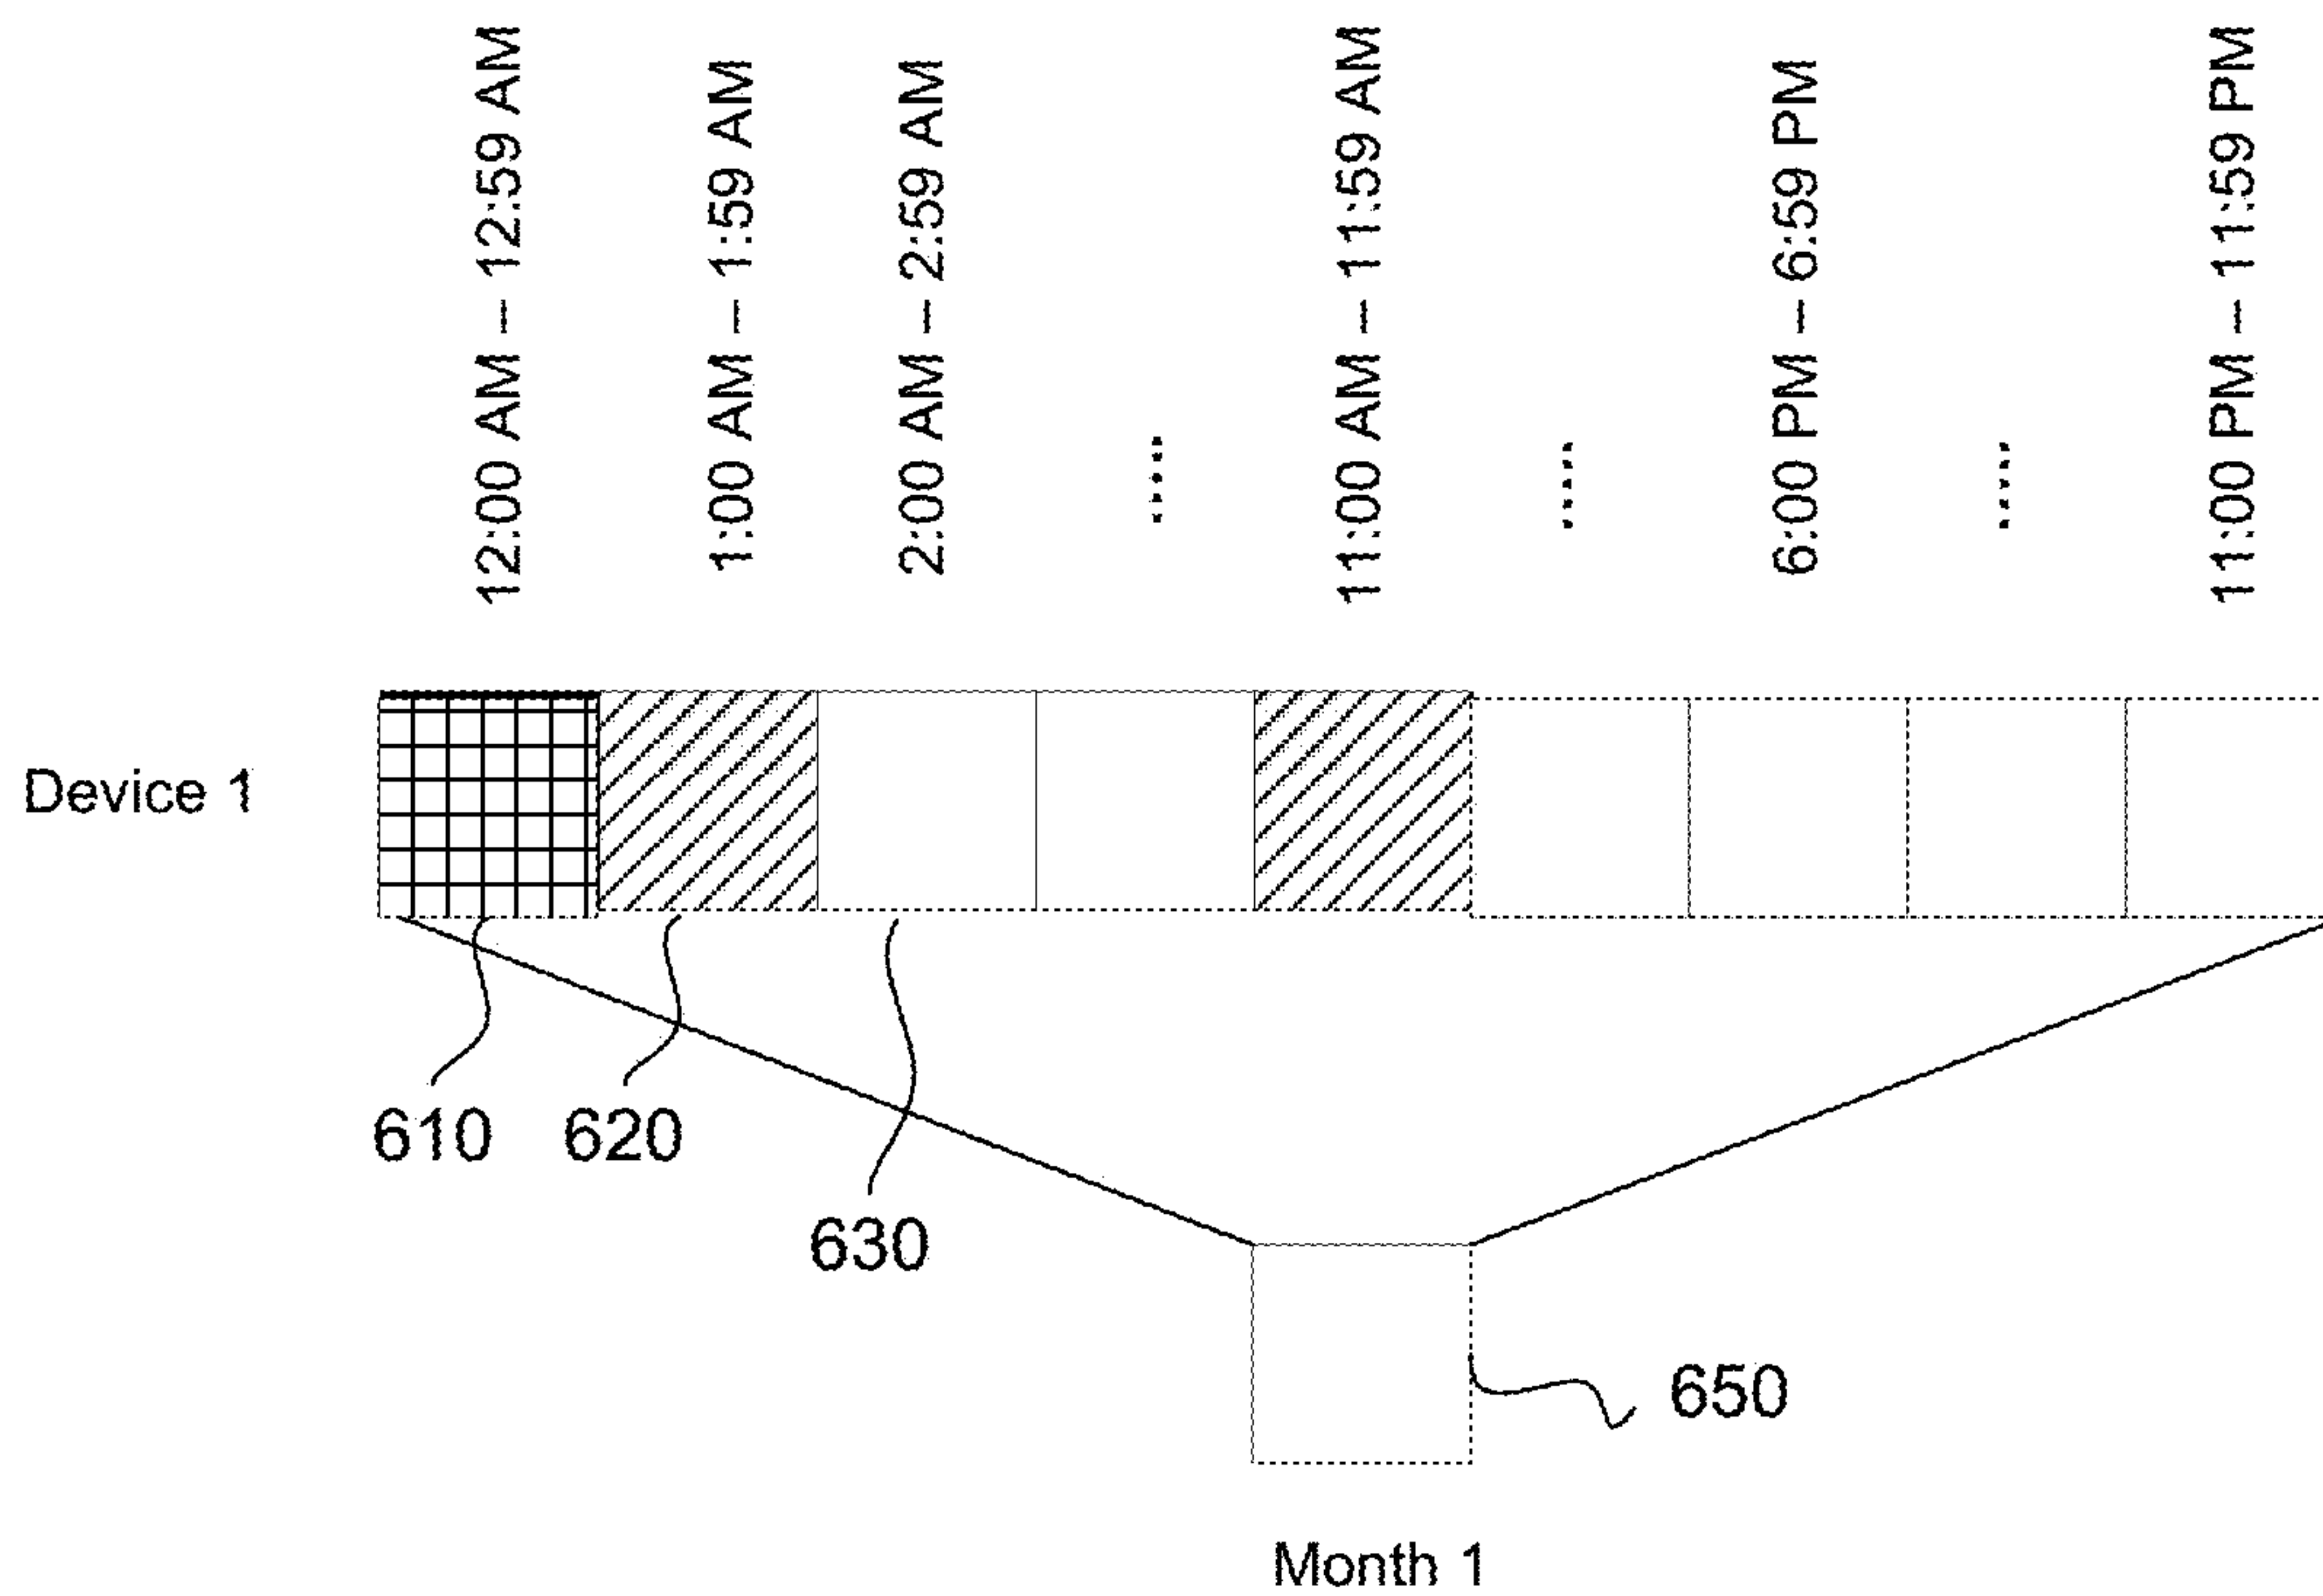 12:00 AM – 12:59 AM
1:00 AM – 1:59 AM
2:00 AM – 2:59 AM
.....
11:00 AM – 11:59 AM
.....
6:00 PM – 6:59 PM
.....
11:00 PM – 11:59 PM
Device 1
610
620
630
650
Month 1